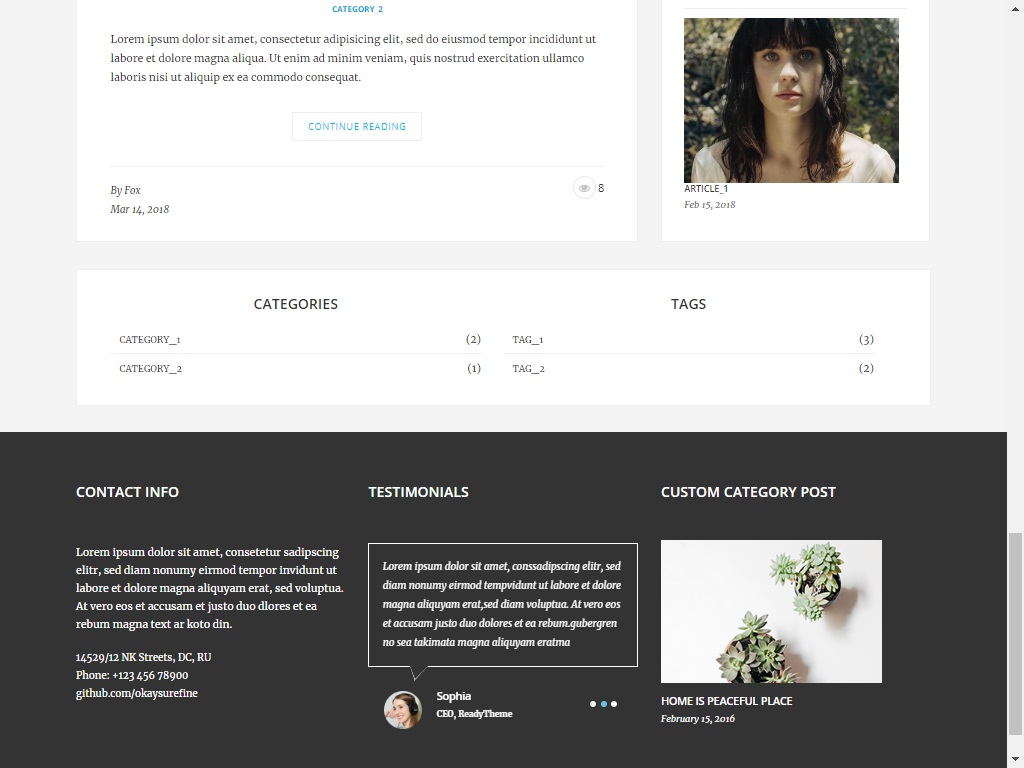 CATEGORY 2
Lorem ipsum dolor sit amet, consectetur adipisicing elit, sed do eiusmod tempor incididunt ut
labore et dolore magna aliqua. Ut enim ad minim veniam, quis nostrud exercitation ullamco
laboris nisi ut aliquip ex ea commodo consequat.
CONTINUE READING
By Fox
8
Mar 14, 2018
ARTICLE_1
Feb 15, 2018
CATEGORIES
CATEGORY_1 (2)
CATEGORY_2 (1)
TAGS
TAG_1 (3)
TAG_2 (2)
CONTACT INFO
Lorem ipsum dolor sit amet, consetetur sadipscing
elitr, sed diam nonumy eirmod tempor invidunt ut
labore et dolore magna aliquyam erat, sed voluptua.
At vero eos et accusam et justo duo dlores et ea
rebum magna text ar koto din.
14529/12 NK Streets, DC, RU
Phone: +123 456 78900
github.com/okaysurefine
TESTIMONIALS
Lorem ipsum dolor sit amet, conssadipscing elitr, sed
diam nonumy eirmod tempvidunt ut labore et dolore
magna aliquyam erat,sed diam voluptua. At vero eos
et accusam justo duo dolores et ea rebum.gubergren
no sea takimata magna aliquyam eratma
Sophia
CEO, ReadyTheme
CUSTOM CATEGORY POST
HOME IS PEACEFUL PLACE
February 15, 2016